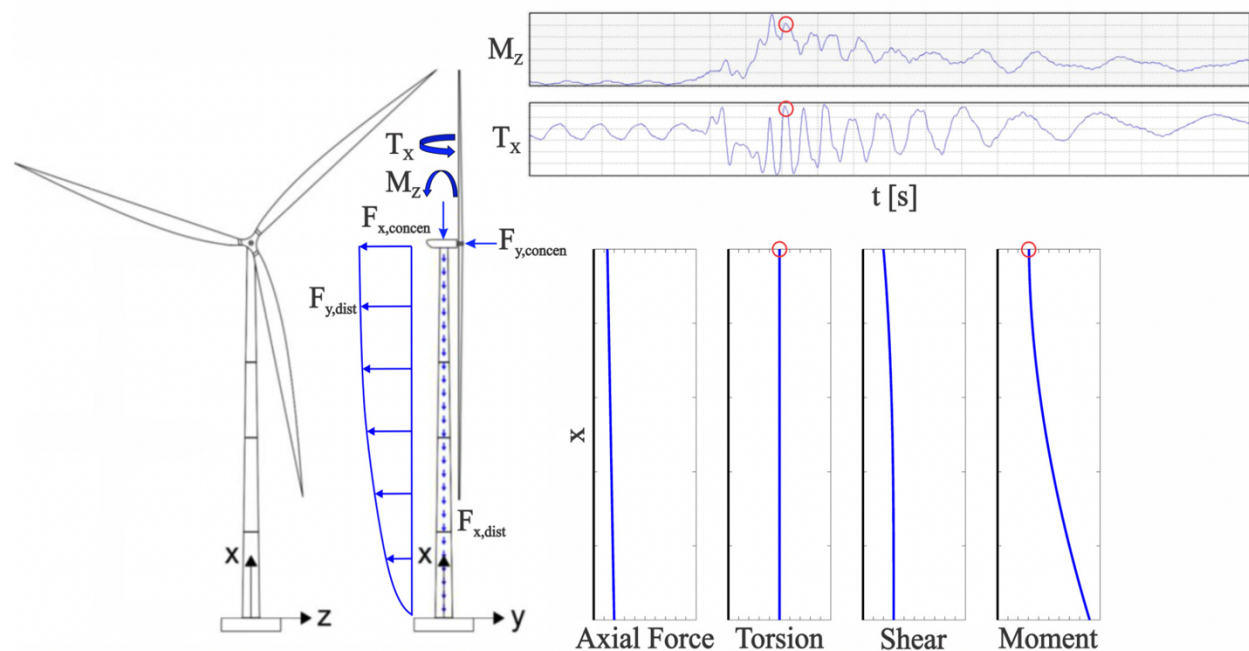 M_z
T_x
t [s]
T_x
M_z
F_x,concen
F_y,concen
F_y,dist
F_x,dist
x
z
x
y
x
Axial Force
Torsion
Shear
Moment